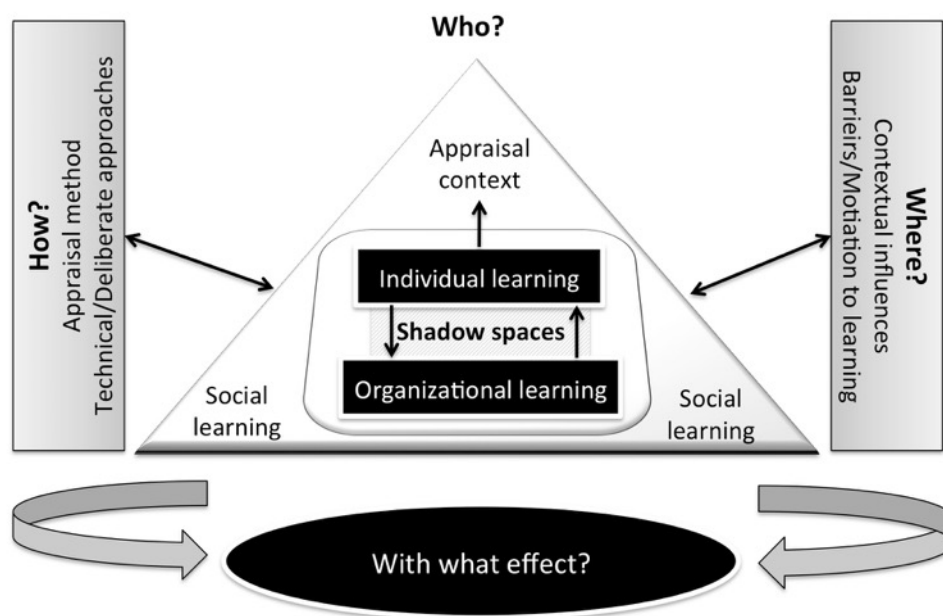 Who?
How?
Appraisal method
Technical/Deliberate approaches
Appraisal
context
Individual learning
Shadow spaces
Organizational learning
Social
learning
Social
learning
Where?
Contextual influences
Barrieirs/Motiation to learning
With what effect?